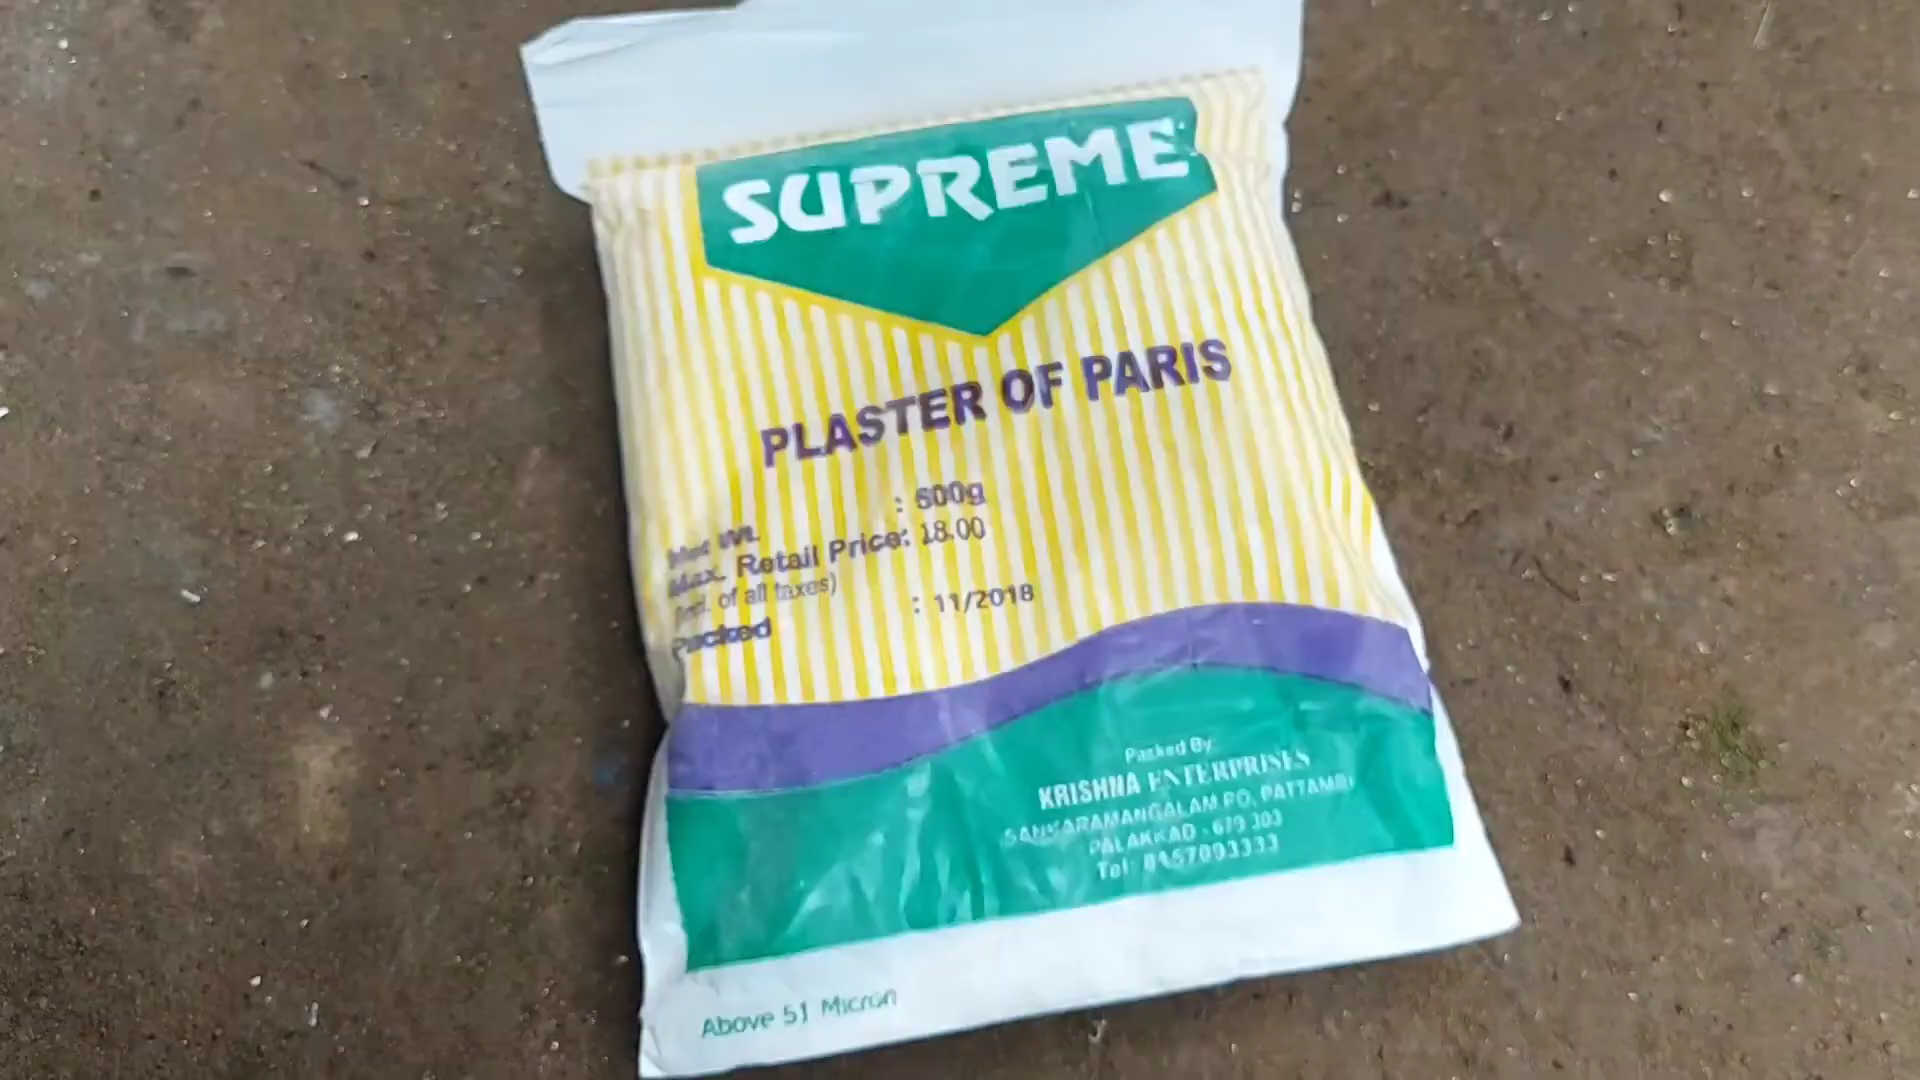 SUPREME
PLASTER OF PARIS
Net Wt. : 500g
Max. Retail Price: 18.00
(Incl. of all taxes)
Packed : 11/2018
Packed By:
KRISHNA ENTERPRISES
SANKARAMANGALAM PO, PATTAMBI
PALAKKAD - 679 303
Tel:
Above 51 Micron